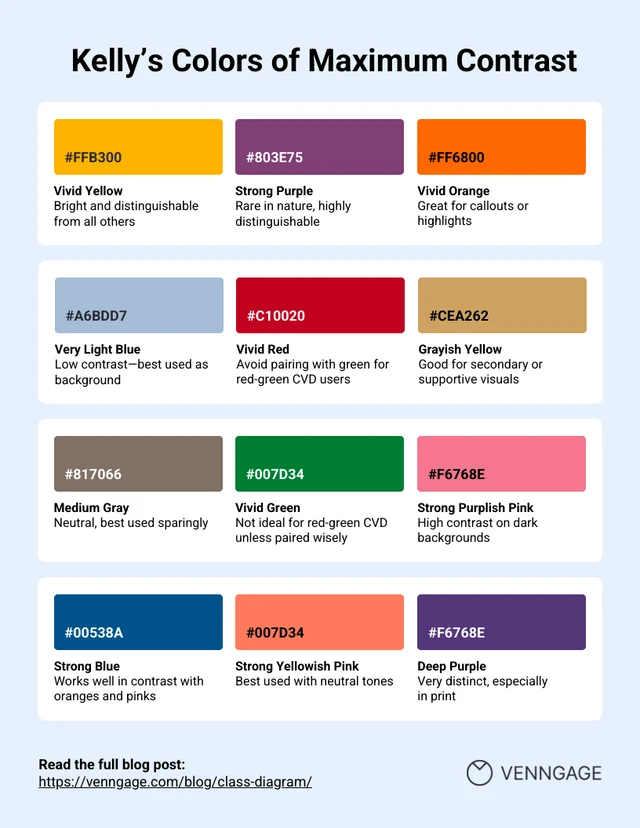 Kelly’s Colors of Maximum Contrast
#FFB300
Vivid Yellow
Bright and distinguishable
from all others
#803E75
Strong Purple
Rare in nature, highly
distinguishable
#FF6800
Vivid Orange
Great for callouts or
highlights
#A6BDD7
Very Light Blue
Low contrast—best used as
background
#C10020
Vivid Red
Avoid pairing with green for
red-green CVD users
#CEA262
Grayish Yellow
Good for secondary or
supportive visuals
#817066
Medium Gray
Neutral, best used sparingly
#007D34
Vivid Green
Not ideal for red-green CVD
unless paired wisely
#F6768E
Strong Purplish Pink
High contrast on dark
backgrounds
#00538A
Strong Blue
Works well in contrast with
oranges and pinks
#007D34
Strong Yellowish Pink
Best used with neutral tones
#F6768E
Deep Purple
Very distinct, especially
in print
Read the full blog post:
https://venngage.com/blog/class-diagram/
VENNGAGE